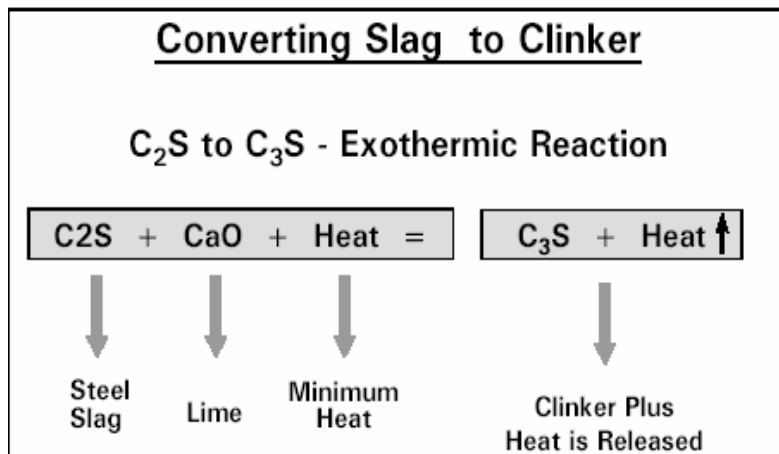 Converting Slag to Clinker
C₂S to C₃S - Exothermic Reaction
C2S + CaO + Heat = C₃S + Heat
Steel Slag
Lime
Minimum Heat
Clinker Plus
Heat is Released